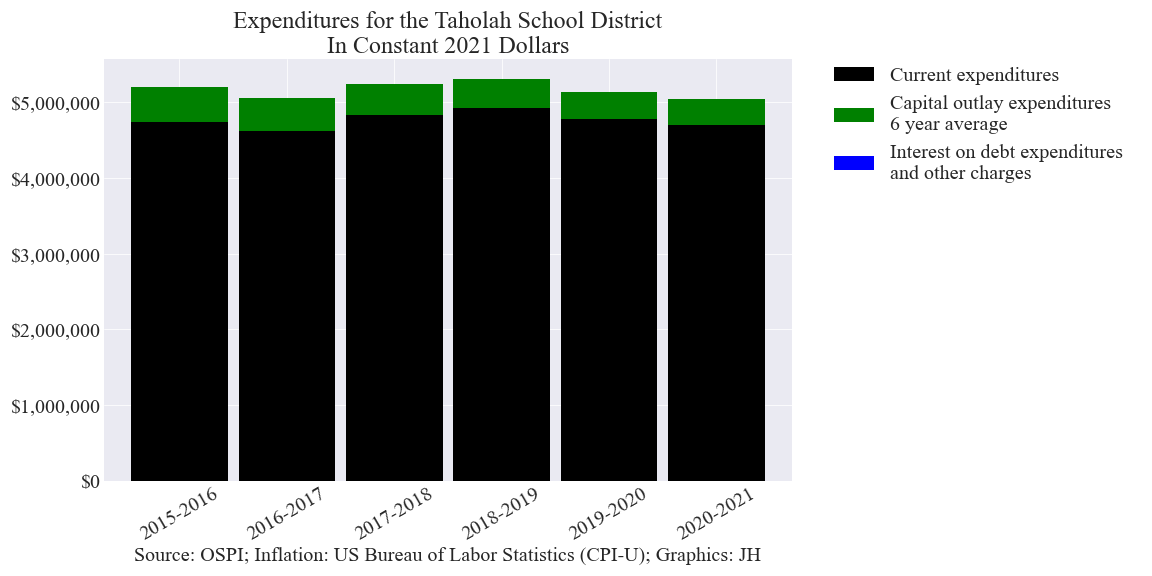 Expenditures for the Taholah School District
In Constant 2021 Dollars
$5,000,000
$4,000,000
$3,000,000
$2,000,000
$1,000,000
$0
2015-2016
2016-2017
2017-2018
2018-2019
2019-2020
2020-2021
Source: OSPI; Inflation: US Bureau of Labor Statistics (CPI-U); Graphics: JH
Current expenditures
Capital outlay expenditures
6 year average
Interest on debt expenditures
and other charges